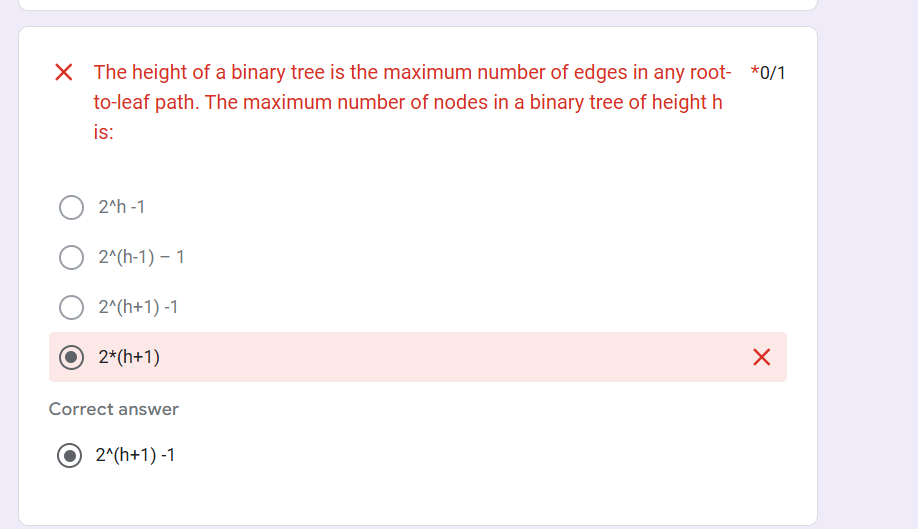 The height of a binary tree is the maximum number of edges in any root- *0/1
to-leaf path. The maximum number of nodes in a binary tree of height h
is:
2^h -1
2^(h-1) – 1
2^(h+1) -1
2*(h+1)
Correct answer
2^(h+1) -1